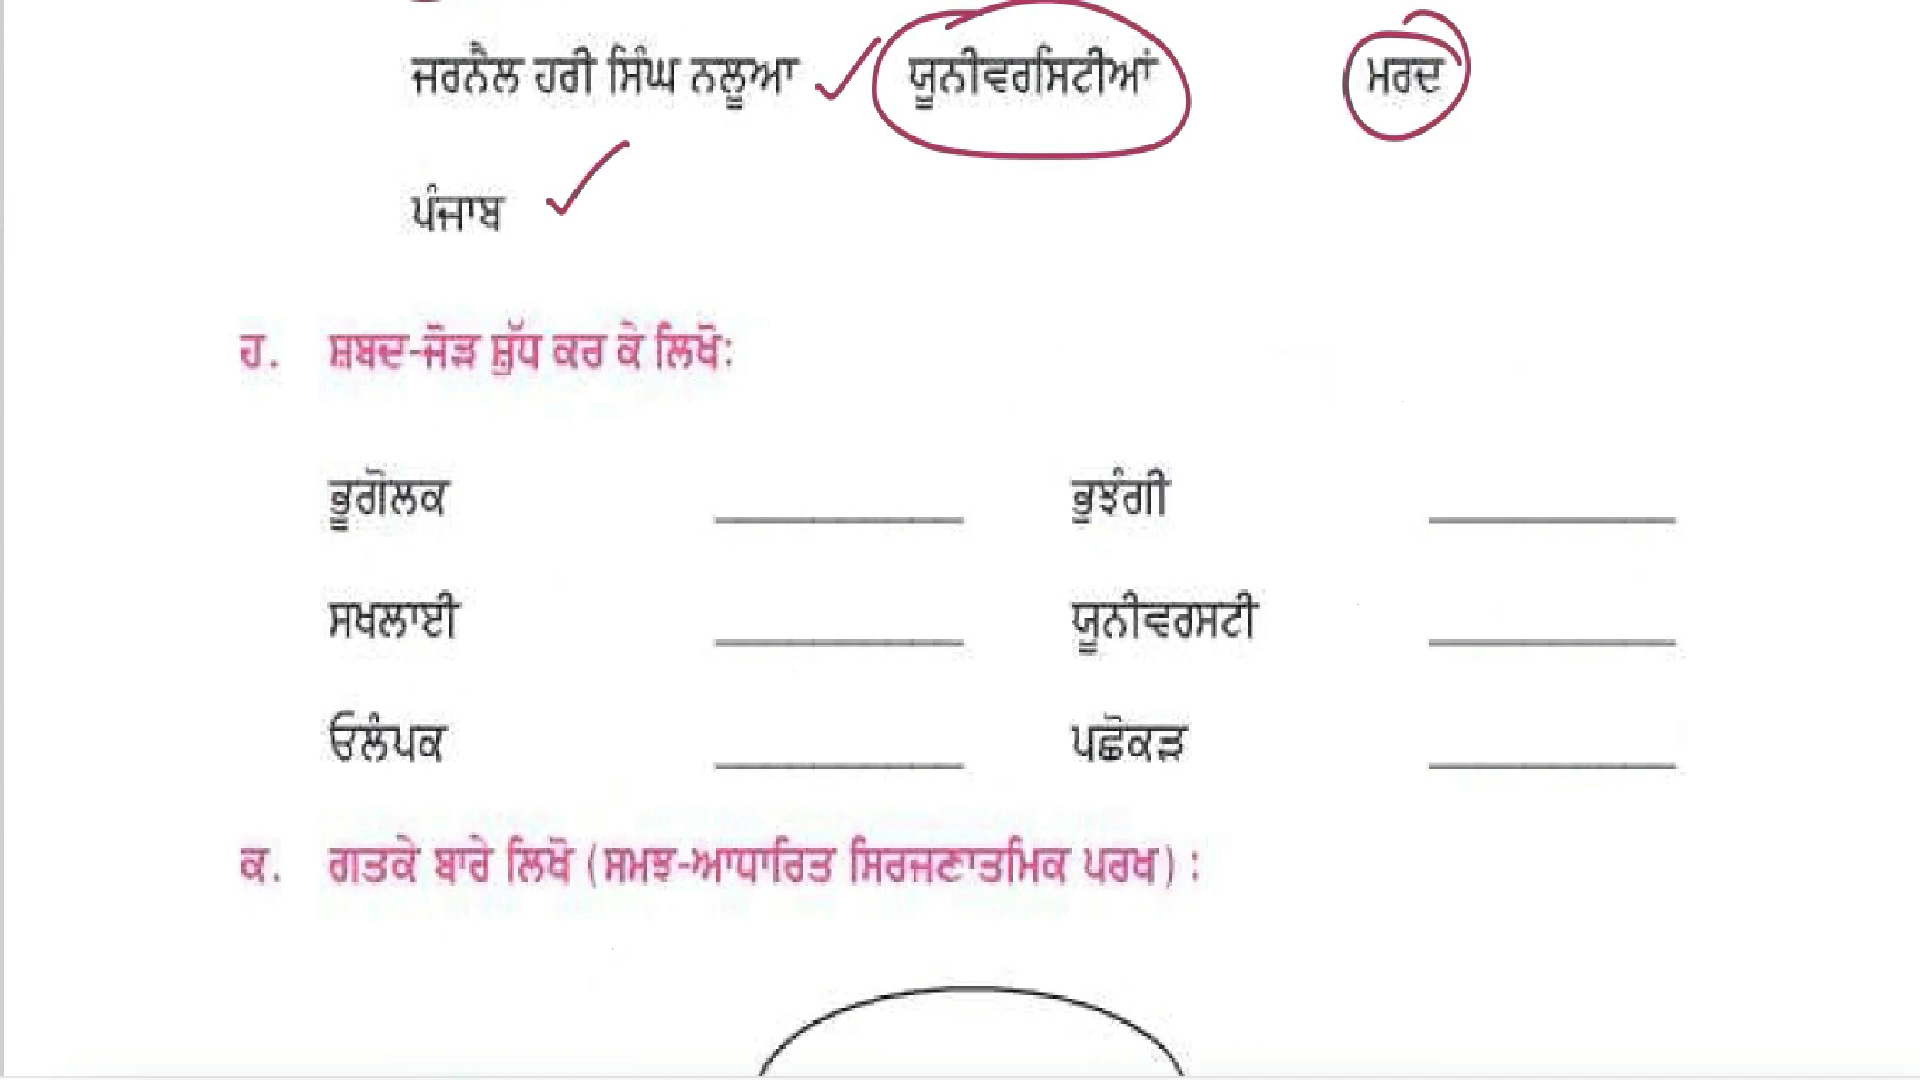 ਜਰਨੈਲ ਹਰੀ ਸਿੰਘ ਨਲੂਆ ਯੂਨੀਵਰਸਿਟੀਆਂ ਮਰਦ
ਪੰਜਾਬ
ਹ. ਸ਼ਬਦ-ਜੋੜ ਸ਼ੁੱਧ ਕਰ ਕੇ ਲਿਖੋ:
ਭੂਗੋਲਕ ਭੁਝੰਗੀ
ਸਖਲਾਈ ਯੂਨੀਵਰਸਟੀ
ਓਲੰਪਕ ਪਛੋਕੜ
ਕ. ਗਤਕੇ ਬਾਰੇ ਲਿਖੋ (ਸਮਝ-ਆਧਾਰਿਤ ਸਿਰਜਣਾਤਮਿਕ ਪਰਖ) :